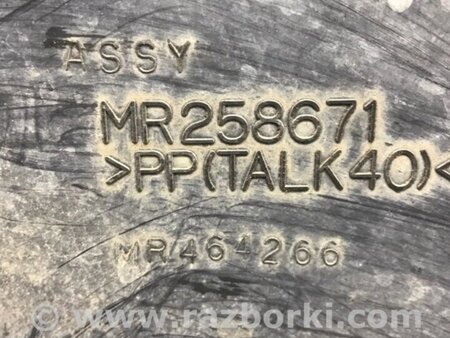 ASSY
MR258671
>PP(TALK40)<
MR464266
© www.razborki.com